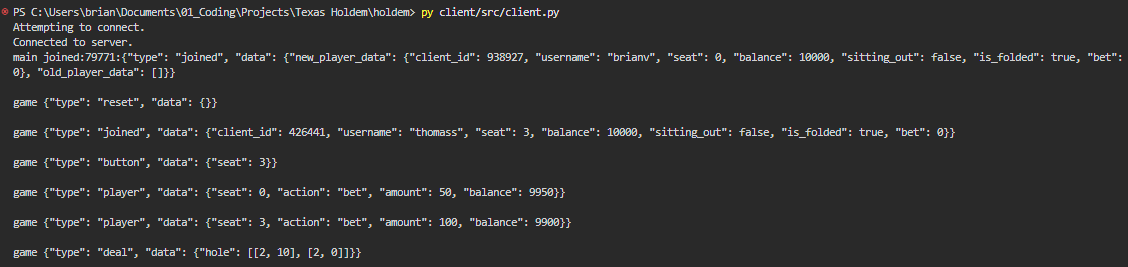 PS C:\Users\brian\Documents\01_Coding\Projects\Texas Holdem\holdem> py client/src/client.py
Attempting to connect.
Connected to server.
main joined:79771:{"type": "joined", "data": {"new_player_data": {"client_id": 938927, "username": "brianv", "seat": 0, "balance": 10000, "sitting_out": false, "is_folded": true, "bet":
0}, "old_player_data": []}}
game {"type": "reset", "data": {}}
game {"type": "joined", "data": {"client_id": 426441, "username": "thomass", "seat": 3, "balance": 10000, "sitting_out": false, "is_folded": true, "bet": 0}}
game {"type": "button", "data": {"seat": 3}}
game {"type": "player", "data": {"seat": 0, "action": "bet", "amount": 50, "balance": 9950}}
game {"type": "player", "data": {"seat": 3, "action": "bet", "amount": 100, "balance": 9900}}
game {"type": "deal", "data": {"hole": [[2, 10], [2, 0]]}}